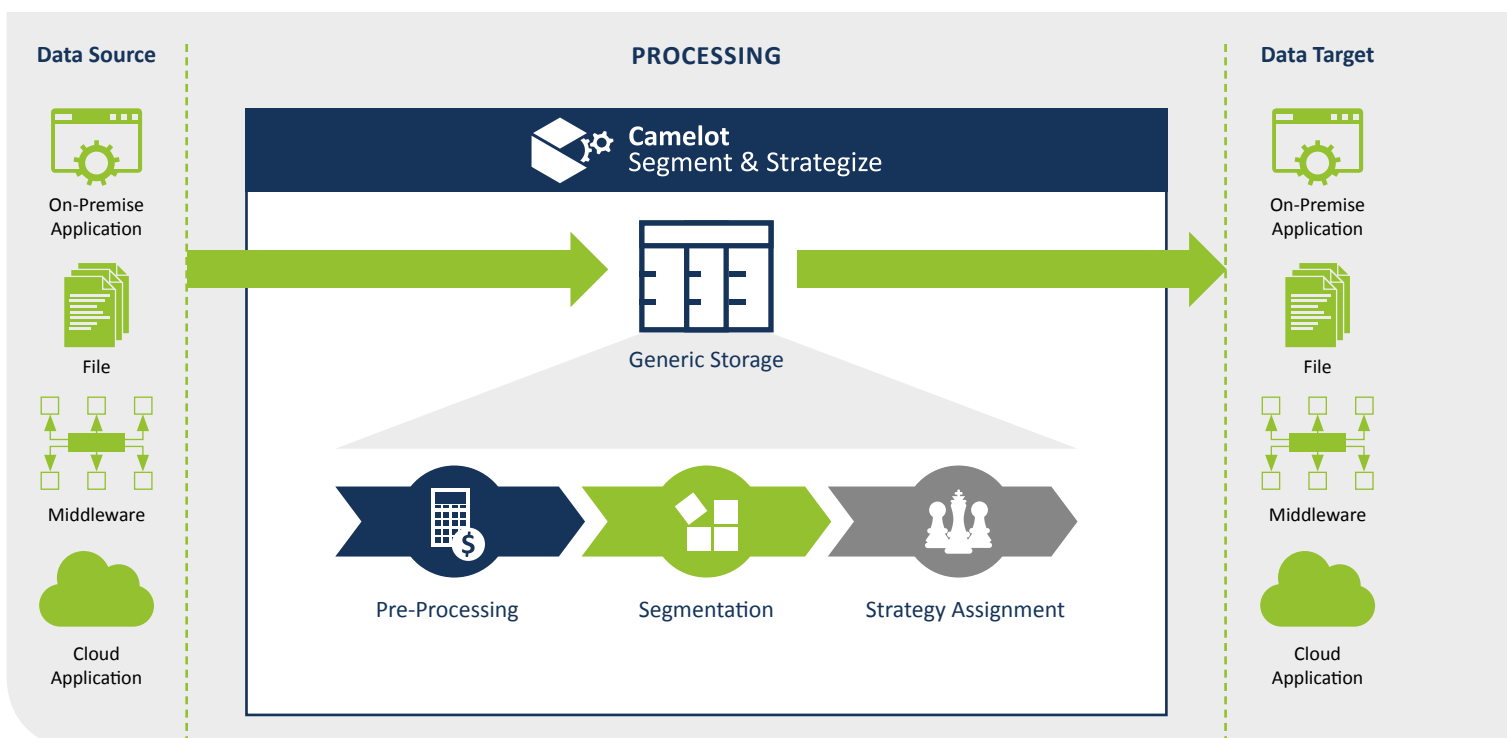 Data Source
On-Premise
Application
File
Middleware
Cloud
Application
PROCESSING
Camelot
Segment & Strategize
Generic Storage
$
Pre-Processing
Segmentation
Strategy Assignment
Data Target
On-Premise
Application
File
Middleware
Cloud
Application